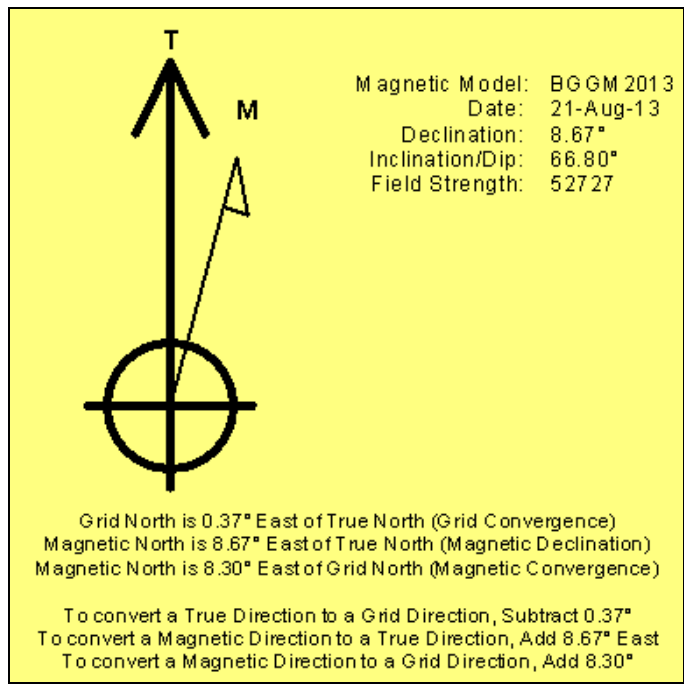 T
M
Magnetic Model: BGGM 2013
Date: 21-Aug-13
Declination: 8.67°
Inclination/Dip: 66.80°
Field Strength: 52727
Grid North is 0.37° East of True North (Grid Convergence)
Magnetic North is 8.67° East of True North (Magnetic Declination)
Magnetic North is 8.30° East of Grid North (Magnetic Convergence)
To convert a True Direction to a Grid Direction, Subtract 0.37°
To convert a Magnetic Direction to a True Direction, Add 8.67° East
To convert a Magnetic Direction to a Grid Direction, Add 8.30°